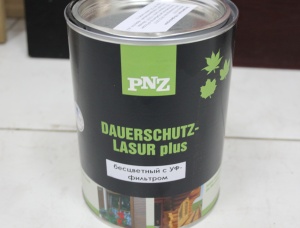 PNZ
DAUERSCHUTZ-
LASUR plus
бесцветный с УФ-
фильтром